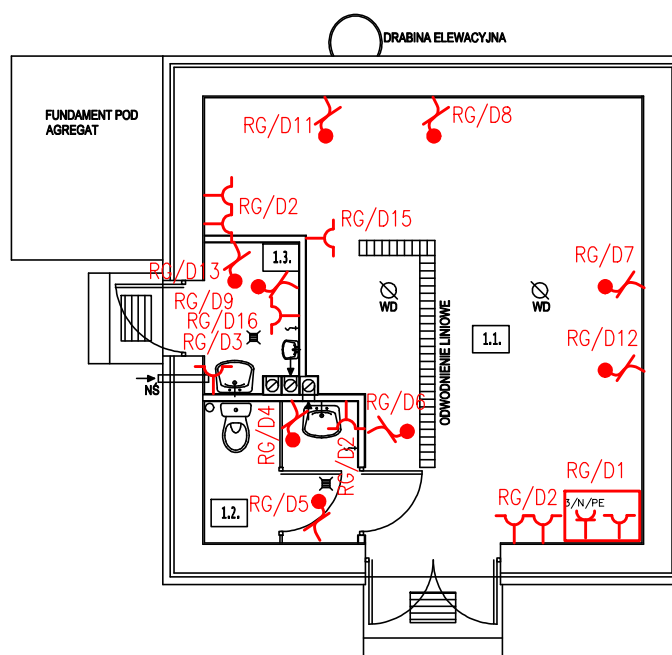 DRABINA ELEWACYJNA
FUNDAMENT POD
AGREGAT
RG/D11
RG/D8
RG/D2
RG/D15
1.3.
RG/D13
RG/D7
RG/D9
WD
WD
RG/D16
RG/D3
ODWODNIENIE LINIOWE
1.1.
RG/D12
NŚ
RG/D4
RG/D6
RG/D2
RG/D5
1.2.
RG/D2
RG/D1
3/N/PE